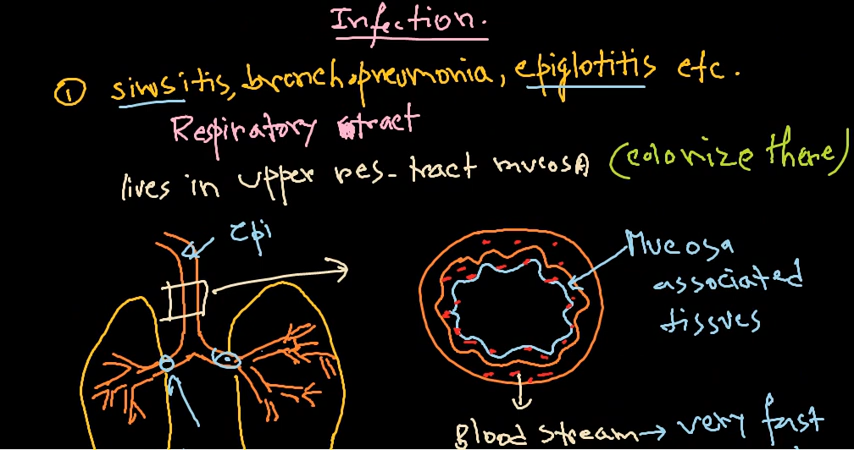 Infection.
① sinusitis, bronchopneumonia, epiglotitis etc.
Respiratory tract
lives in upper res-tract mucosa (colonize there)
Epi
Mucosa
associated
tissues
Blood stream → very fast